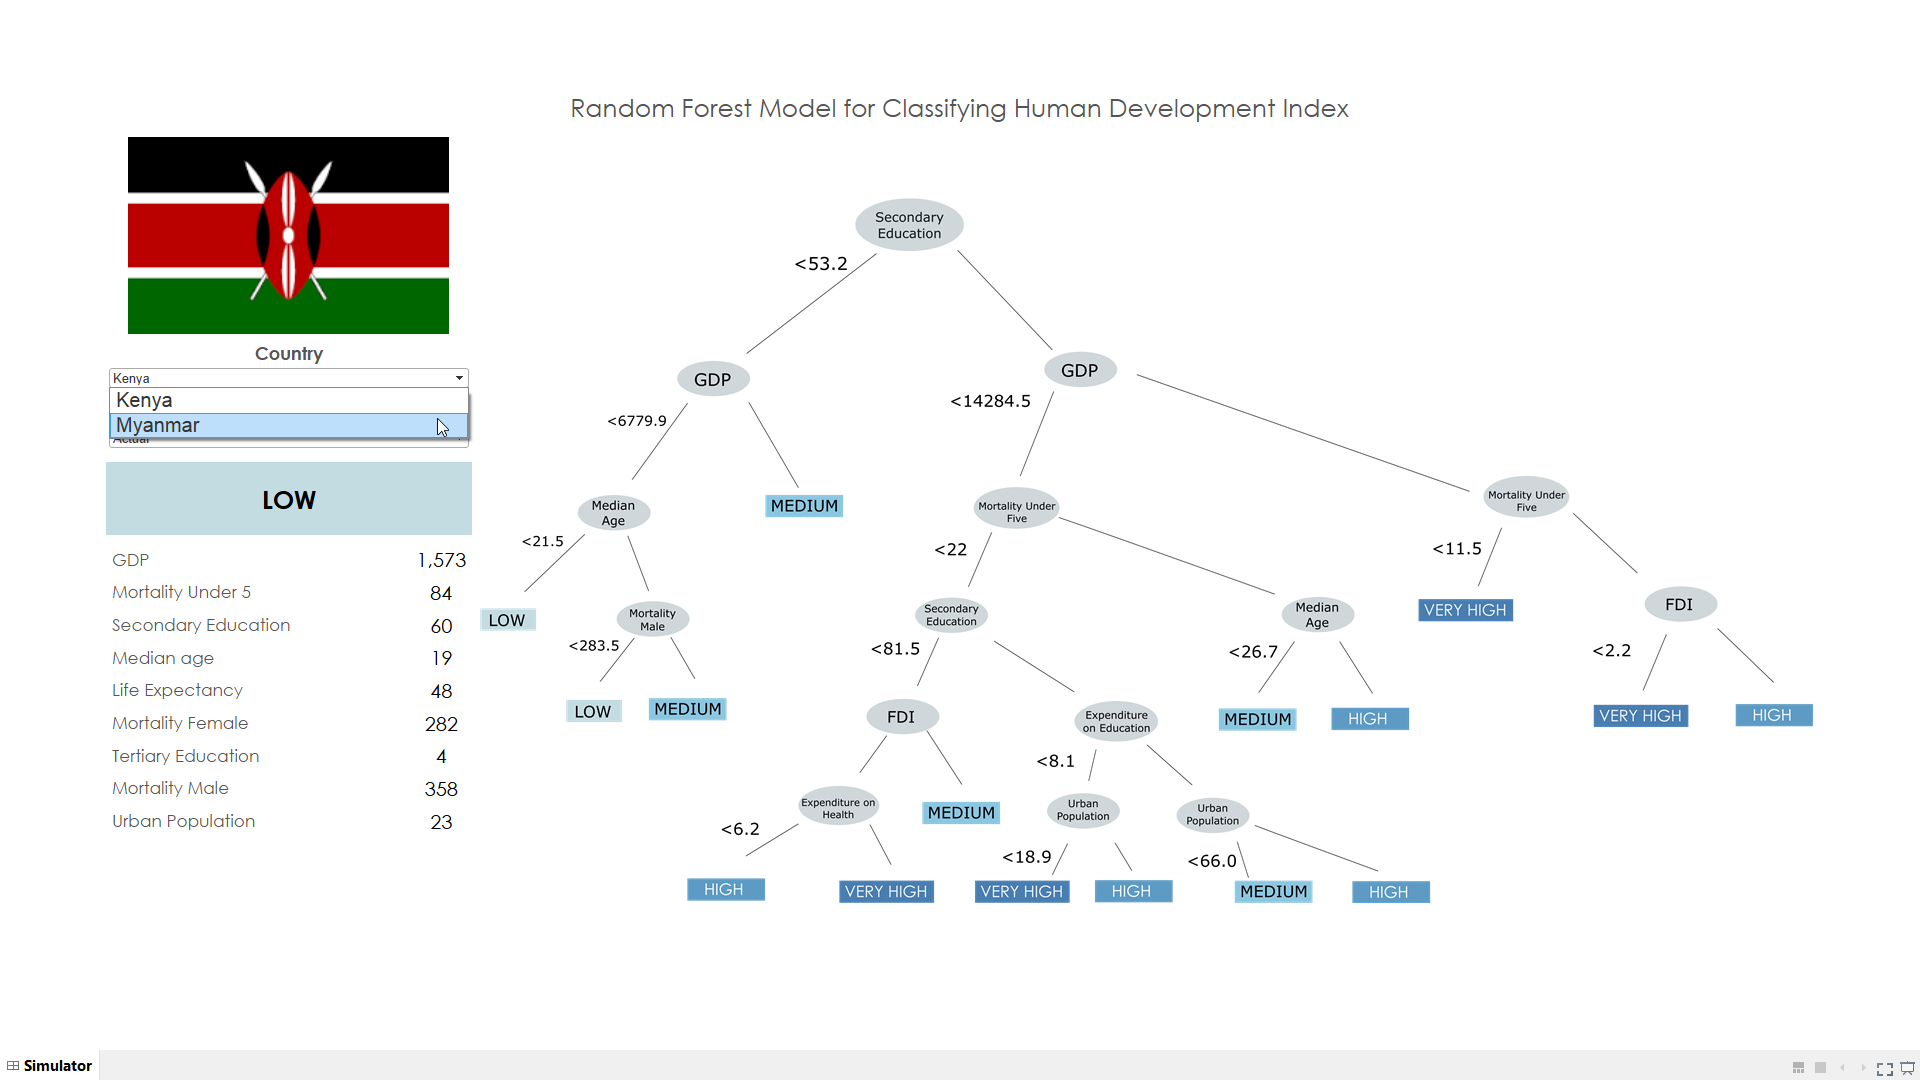 Random Forest Model for Classifying Human Development Index
Country
Kenya
Kenya
Myanmar
Actual
LOW
GDP 1,573
Mortality Under 5 84
Secondary Education 60
Median age 19
Life Expectancy 48
Mortality Female 282
Tertiary Education 4
Mortality Male 358
Urban Population 23
Secondary
Education
<53.2
GDP
GDP
<6779.9
<14284.5
Median
Age
MEDIUM
Mortality Under
Five
Mortality Under
Five
<21.5
<22
<11.5
LOW
Mortality
Male
Secondary
Education
Median
Age
VERY HIGH
FDI
<283.5
<81.5
<26.7
<2.2
LOW
MEDIUM
FDI
Expenditure
on Education
MEDIUM
HIGH
VERY HIGH
HIGH
<8.1
Expenditure on
Health
MEDIUM
Urban
Population
Urban
Population
<6.2
<18.9
<66.0
HIGH
VERY HIGH
VERY HIGH
HIGH
MEDIUM
HIGH
Simulator